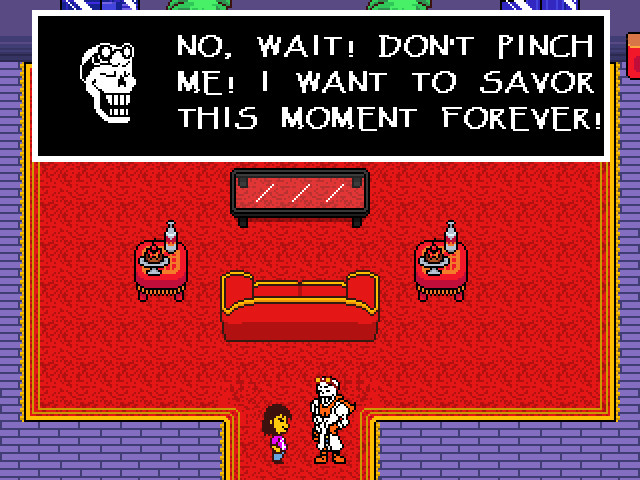 NO, WAIT! DON'T PINCH
ME! I WANT TO SAVOR
THIS MOMENT FOREVER!